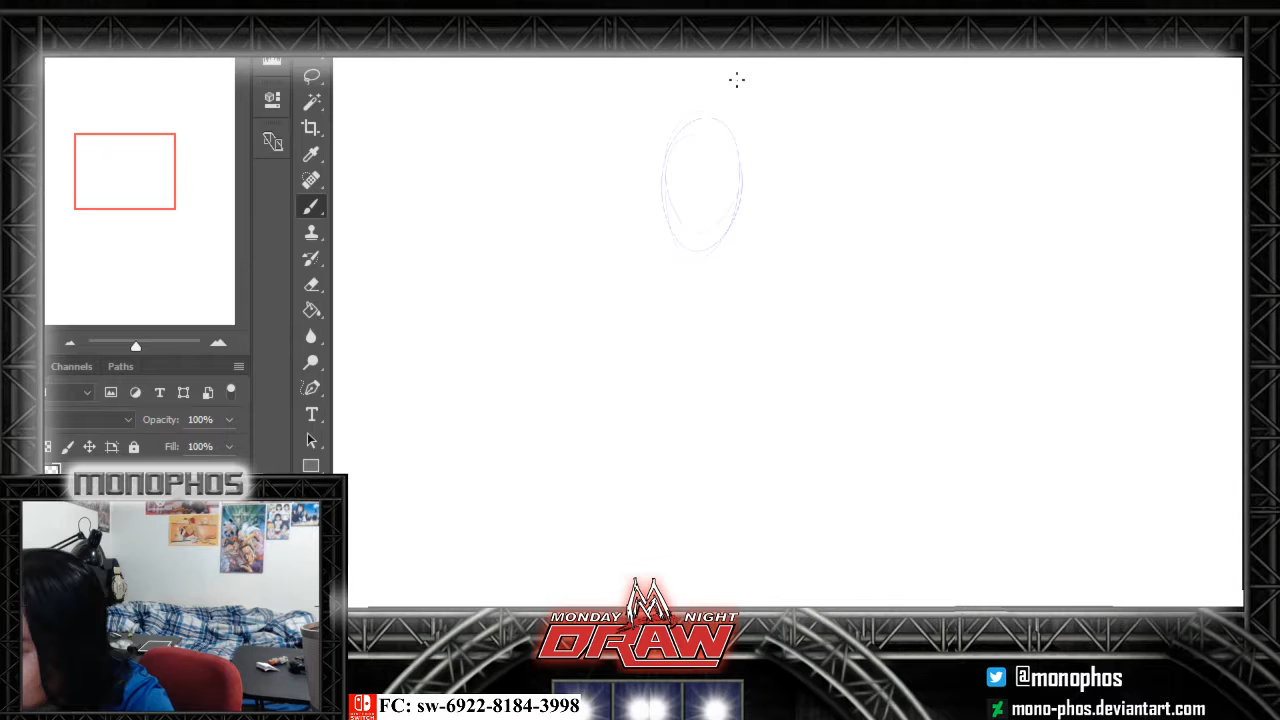 Channels Paths
Opacity: 100%
Fill: 100%
MONOPHOS
MONDAY NIGHT
DRAW
FC: sw-6922-8184-3998
@monophos
mono-phos.deviantart.com